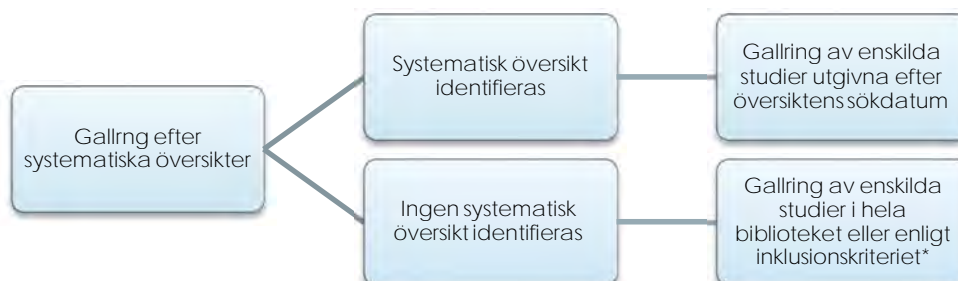 Gallrng efter
systematiska översikter
Systematisk översikt
identifieras
Gallring av enskilda
studier utgivna efter
översiktens sökdatum
Ingen systematisk
översikt identifieras
Gallring av enskilda
studier i hela
biblioteket eller enligt
inklusionskriteriet*